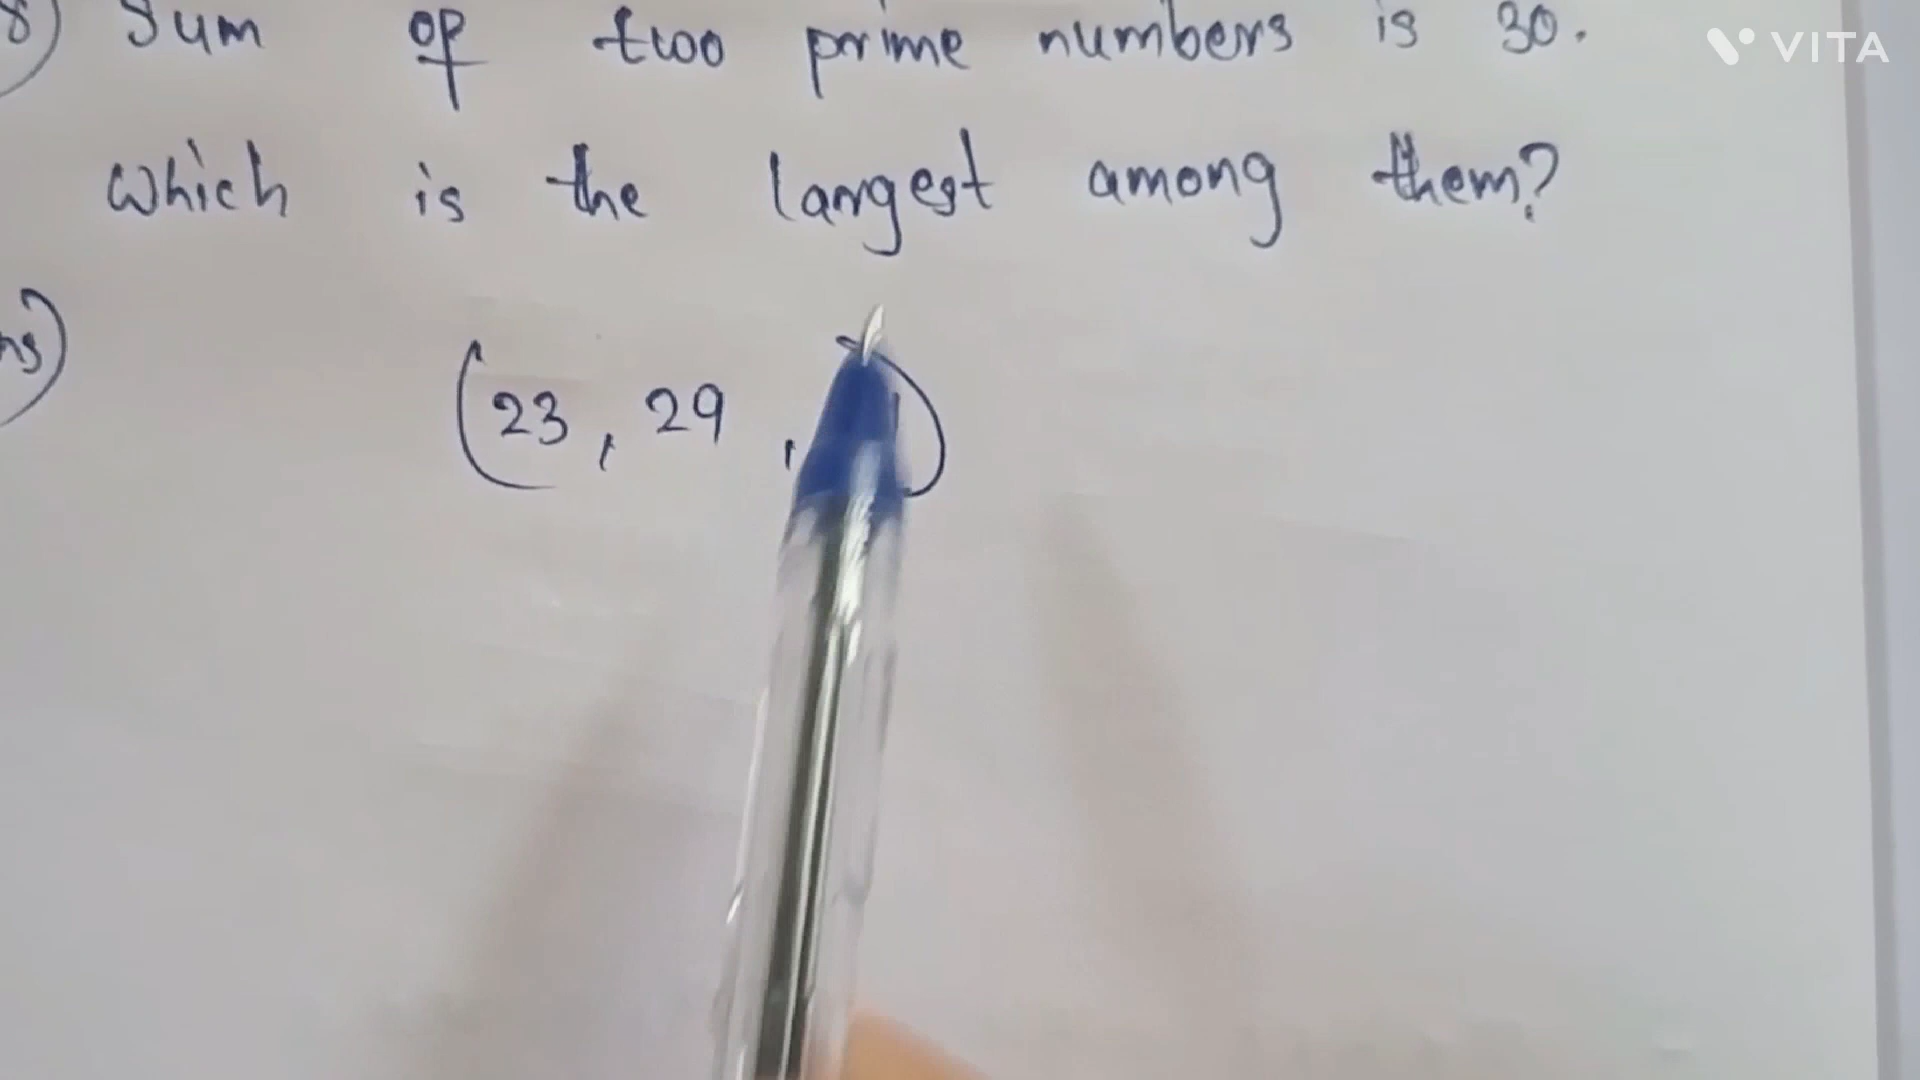 8) Sum of two prime numbers is 30.
Which is the largest among them?
ns)
(23, 29, )
VITA